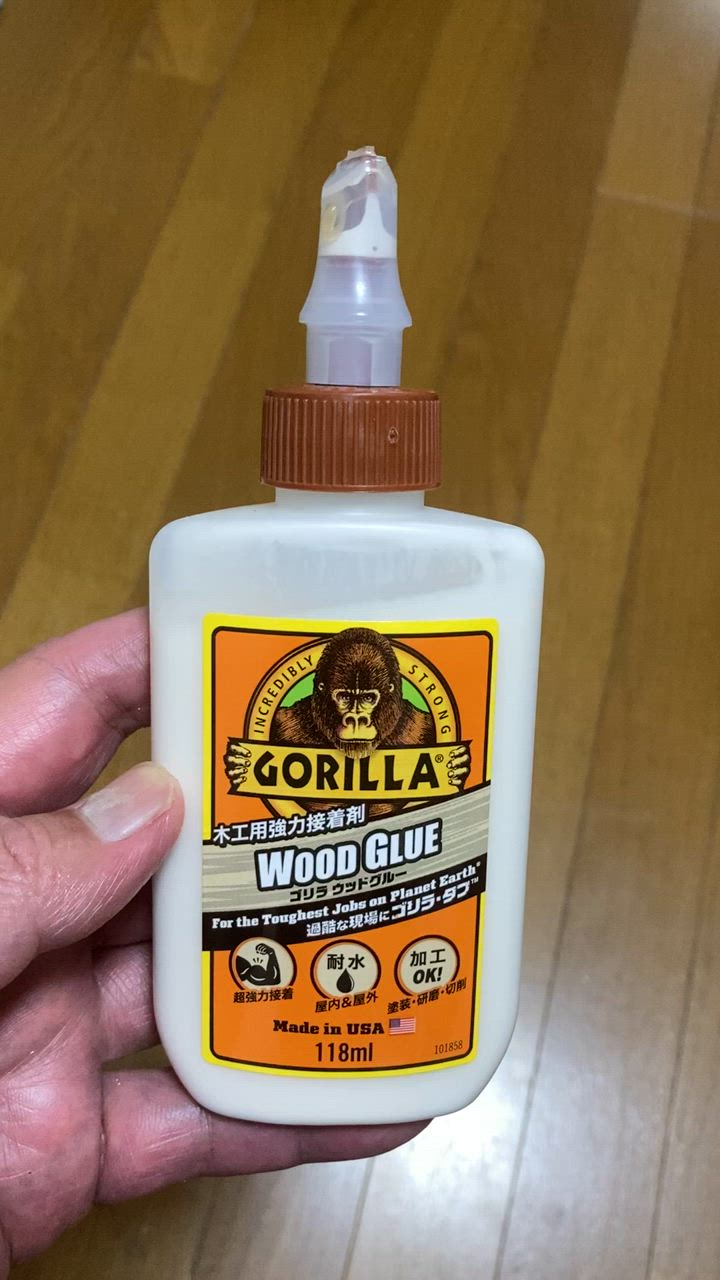 INCREDIBLY STRONG
GORILLA®
木工用強力接着剤
WOOD GLUE
ゴリラ ウッドグルー
For the Toughest Jobs on Planet Earth®
過酷な現場にゴリラ・タフ™
超強力接着
耐水
屋内&屋外
加工
OK!
塗装・研磨・切削
Made in USA
118ml
101858